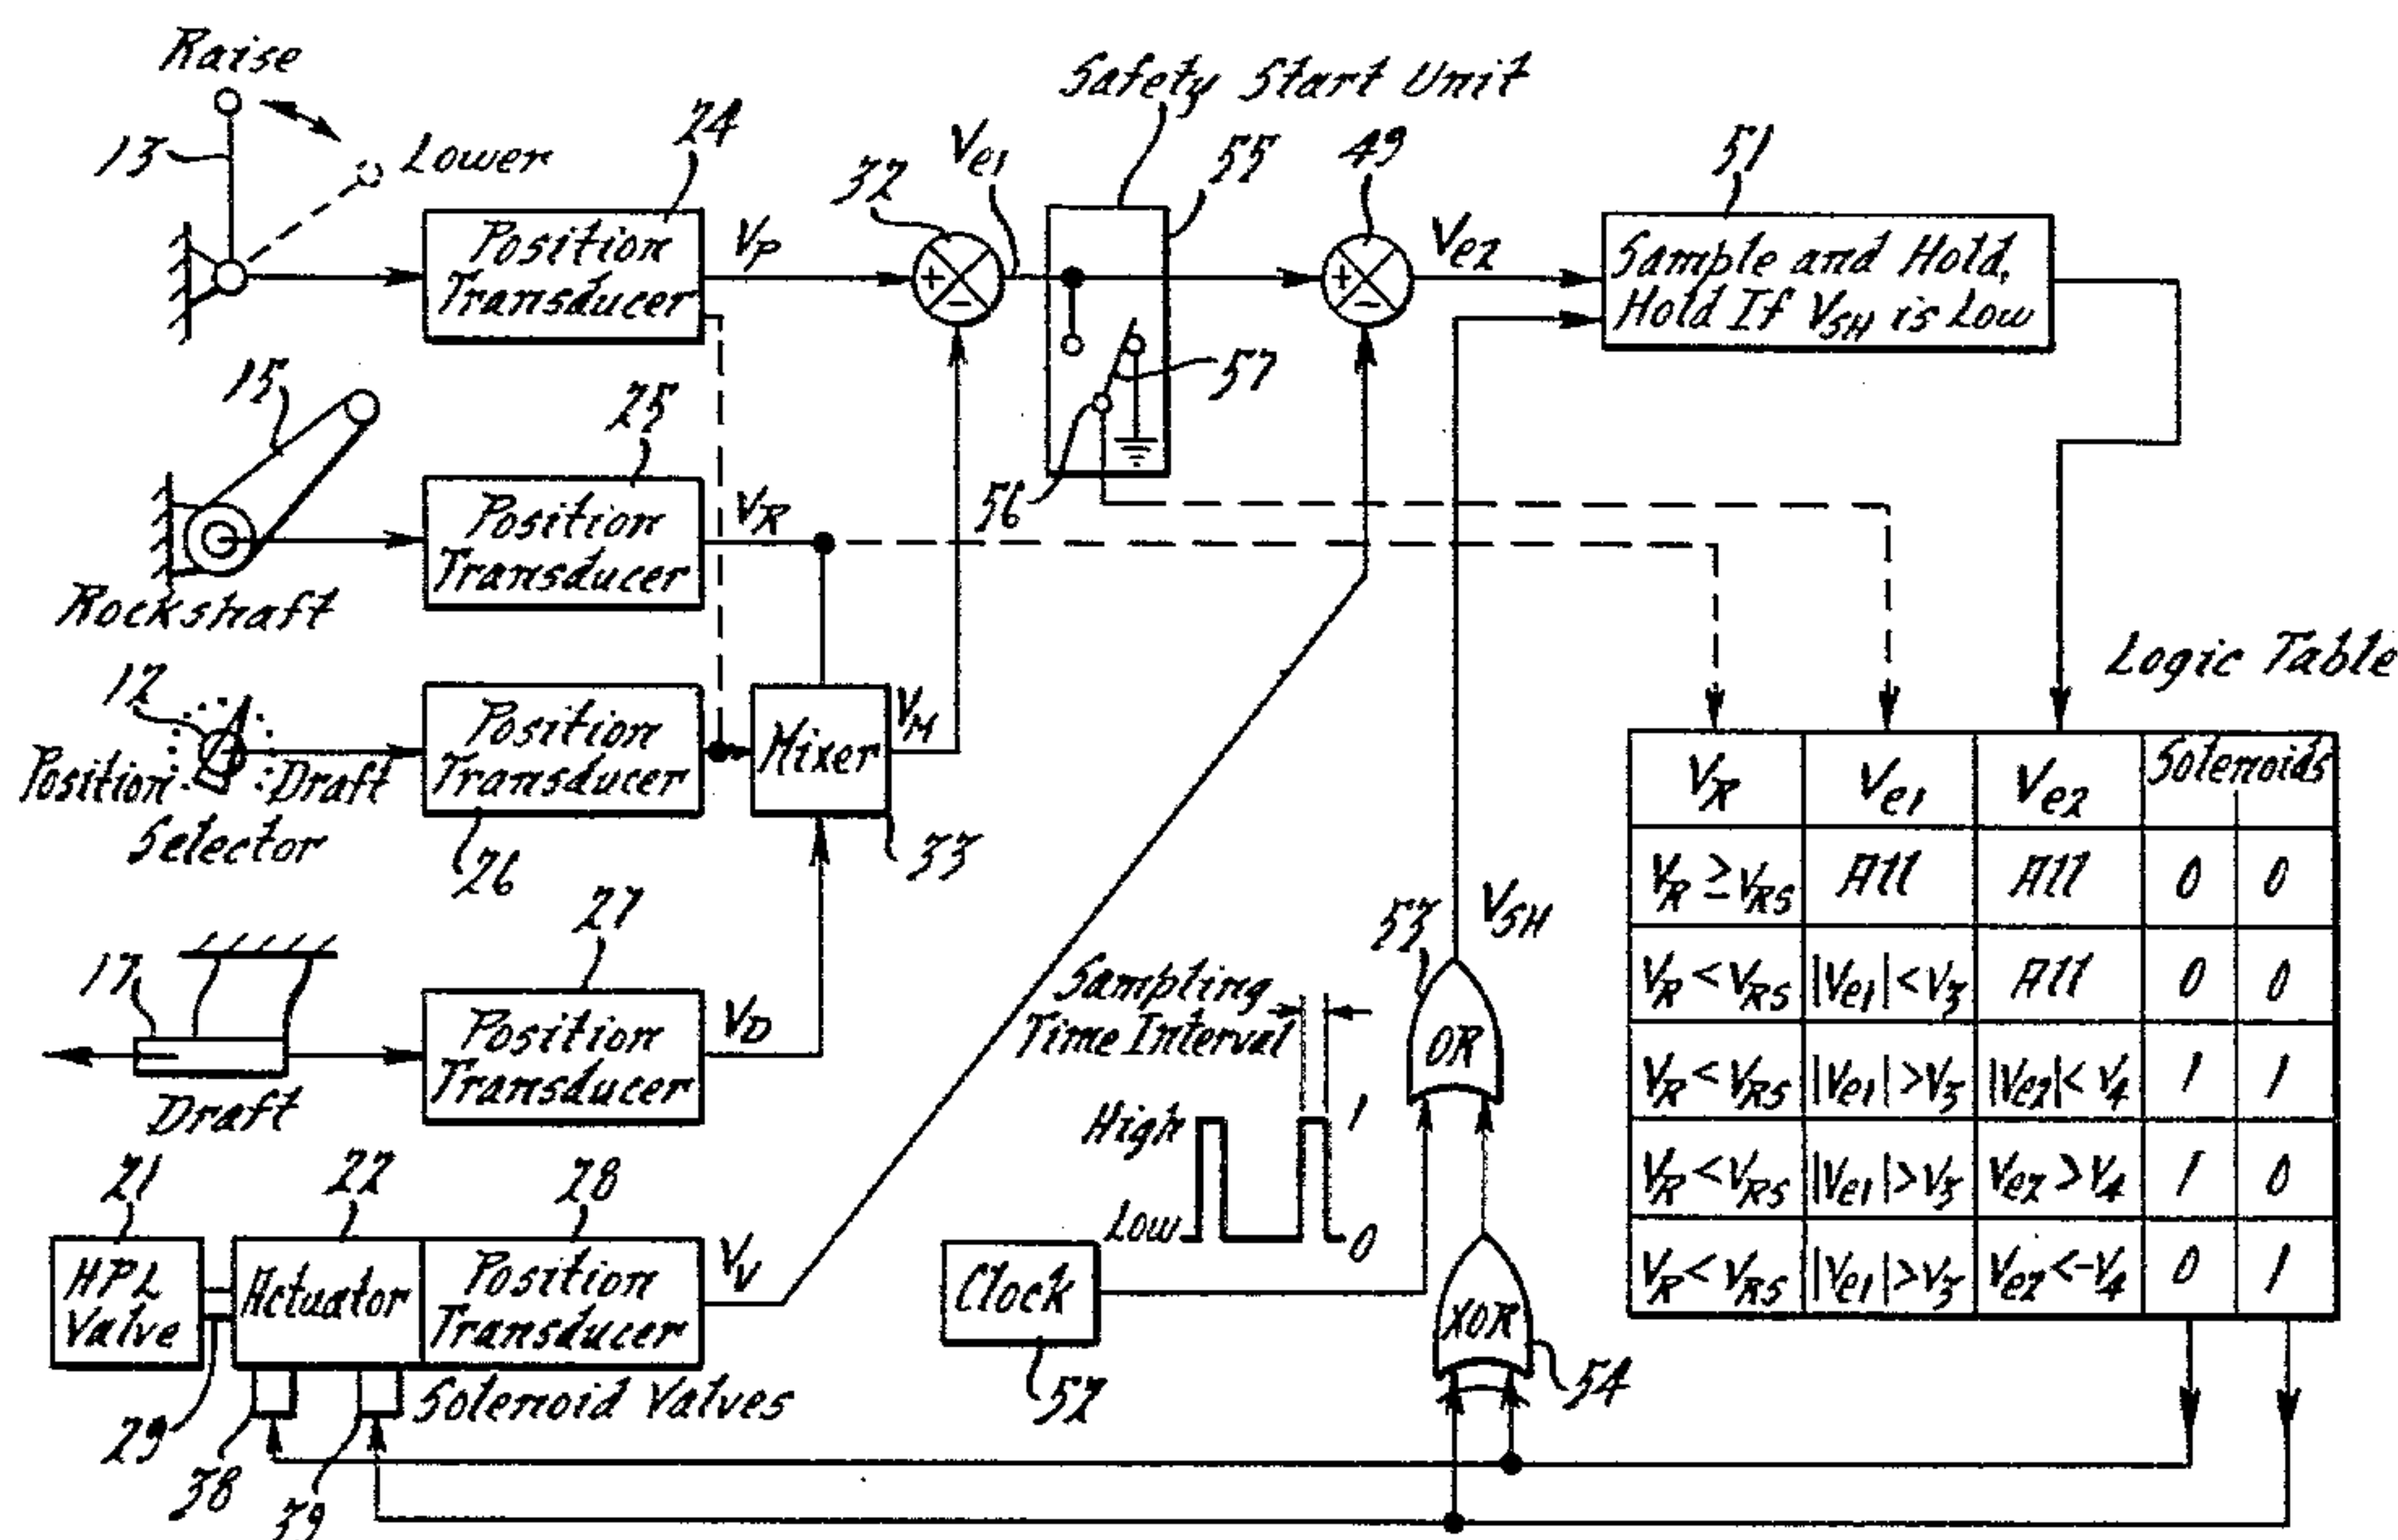 Raise
13
Lower
24
Position
Transducer
VP
32
Ve1
Safety Start Unit
55
49
Ve2
51
Sample and Hold,
Hold If VSH is Low
+
−
+
−
57
56
15
Rockshaft
25
Position
Transducer
VR
12
Position
Draft
Selector
Position
Transducer
26
Mixer
VM
33
17
Draft
27
Position
Transducer
VD
21
HPL
Valve
22
Actuator
28
Position
Transducer
VV
29
38
39
Solenoid Valves
Sampling
Time Interval
High
1
Low
0
Clock
52
53
VSH
OR
XOR
54
Logic Table
VR Ve1 Ve2 Solenoids
VR ≥ VRS All All 0 0
VR < VRS |Ve1| < V3 All 0 0
VR < VRS |Ve1| > V3 |Ve2| < V4 1 1
VR < VRS |Ve1| > V3 Ve2 > V4 1 0
VR < VRS |Ve1| > V3 Ve2 < -V4 0 1